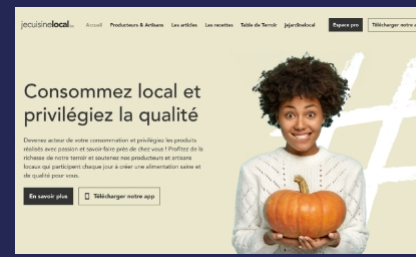 jecuisinelocal
Accueil Producteurs & Artisans Les articles Les recettes Table de Terroir jejardinelocal Espace pro Télécharger notre
Consommez local et
privilégiez la qualité
Devenez acteur de votre consommation et privilégiez les produits
réalisés avec passion et savoir-faire près de chez vous ! Profitez de la
richesse de notre terroir et soutenez nos producteurs et artisans
locaux qui participent chaque jour à créer une alimentation saine et
de qualité pour vous.
En savoir plus Télécharger notre app